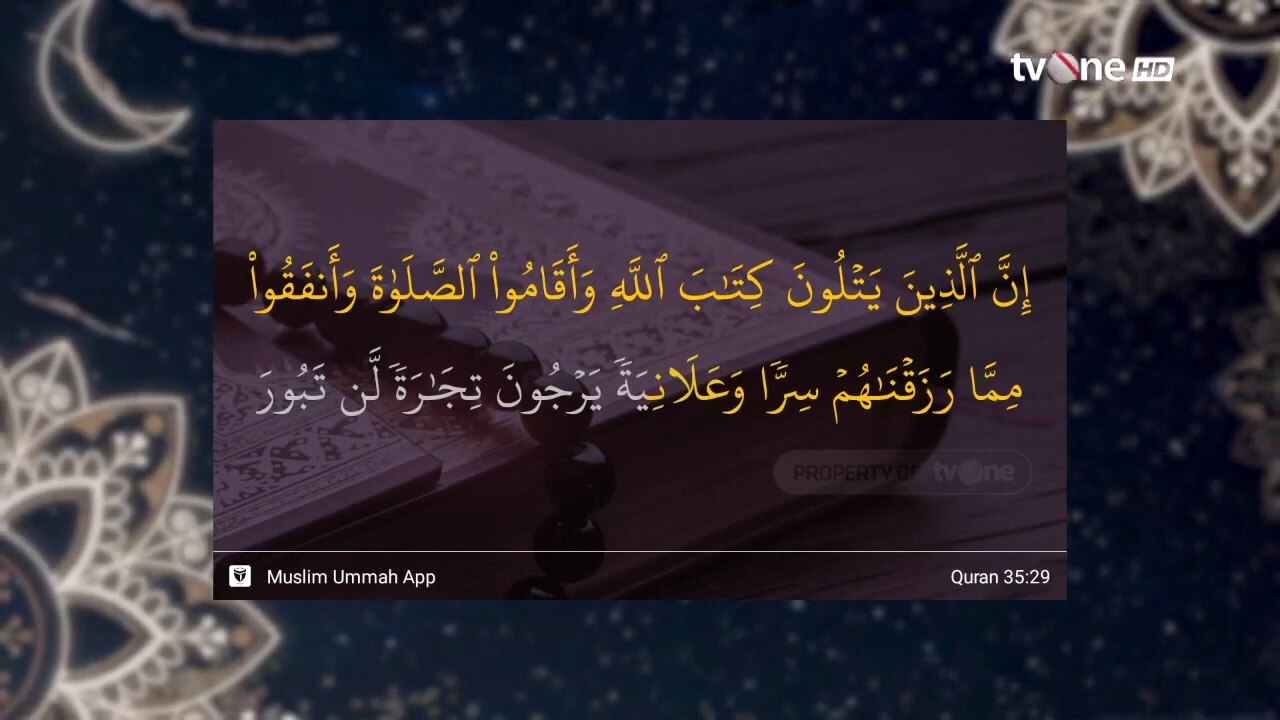 tvOne HD
إِنَّ ٱلَّذِينَ يَتْلُونَ كِتَٰبَ ٱللَّهِ وَأَقَامُوا۟ ٱلصَّلَوٰةَ وَأَنفَقُوا۟
مِمَّا رَزَقْنَٰهُمْ سِرًّا وَعَلَانِيَةً يَرْجُونَ تِجَٰرَةً لَّن تَبُورَ
PROPERTY OF tvOne
Muslim Ummah App
Quran 35:29